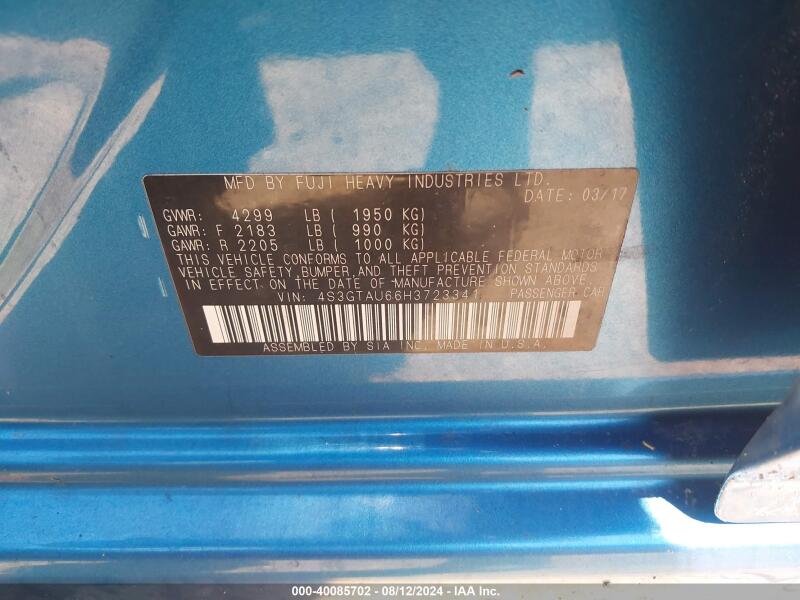 MFD BY FUJI HEAVY INDUSTRIES LTD.
DATE: 03/17
GVWR: 4299 LB ( 1950 KG)
GAWR: F 2183 LB ( 990 KG)
GAWR: R 2205 LB ( 1000 KG)
THIS VEHICLE CONFORMS TO ALL APPLICABLE FEDERAL MOTOR
VEHICLE SAFETY, BUMPER, AND THEFT PREVENTION STANDARDS
IN EFFECT ON THE DATE OF MANUFACTURE SHOWN ABOVE.
VIN: 4S3GTAU66H3723341 PASSENGER CAR
ASSEMBLED BY SIA INC. MADE IN U.S.A.
000-40085702 - 08/12/2024 - IAA Inc.